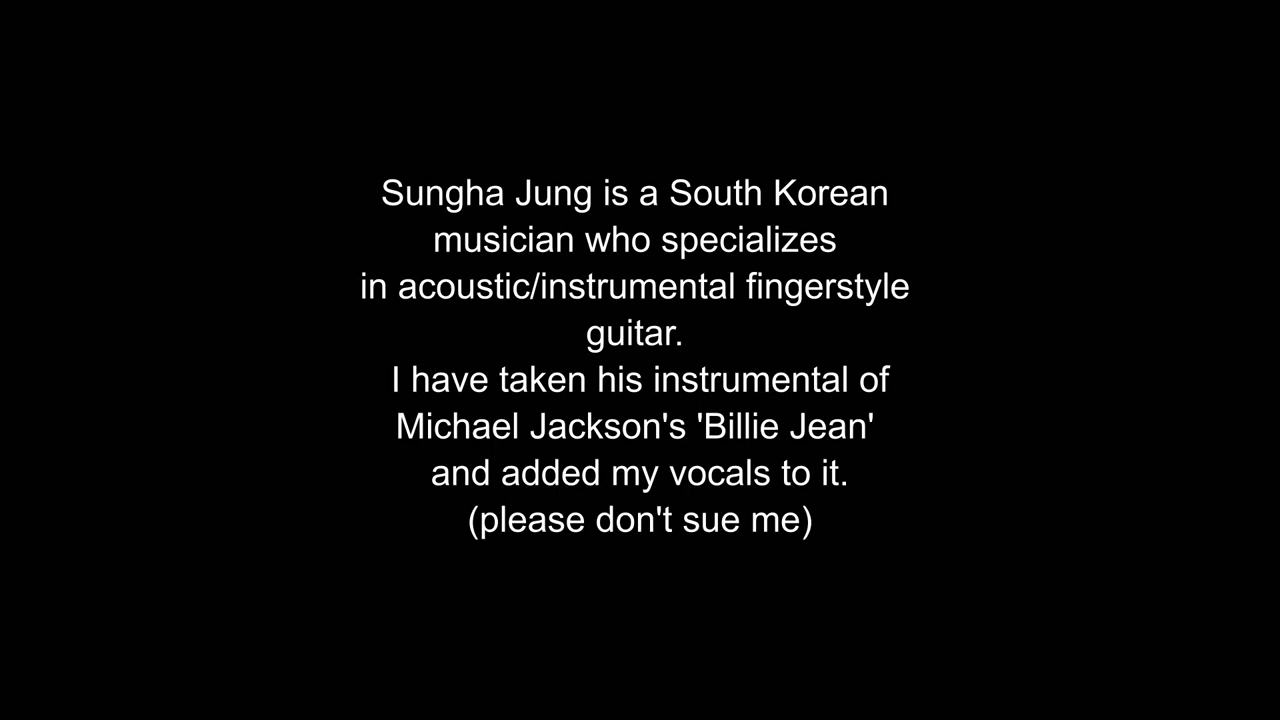 Sungha Jung is a South Korean
musician who specializes
in acoustic/instrumental fingerstyle
guitar.
I have taken his instrumental of
Michael Jackson's 'Billie Jean'
and added my vocals to it.
(please don't sue me)